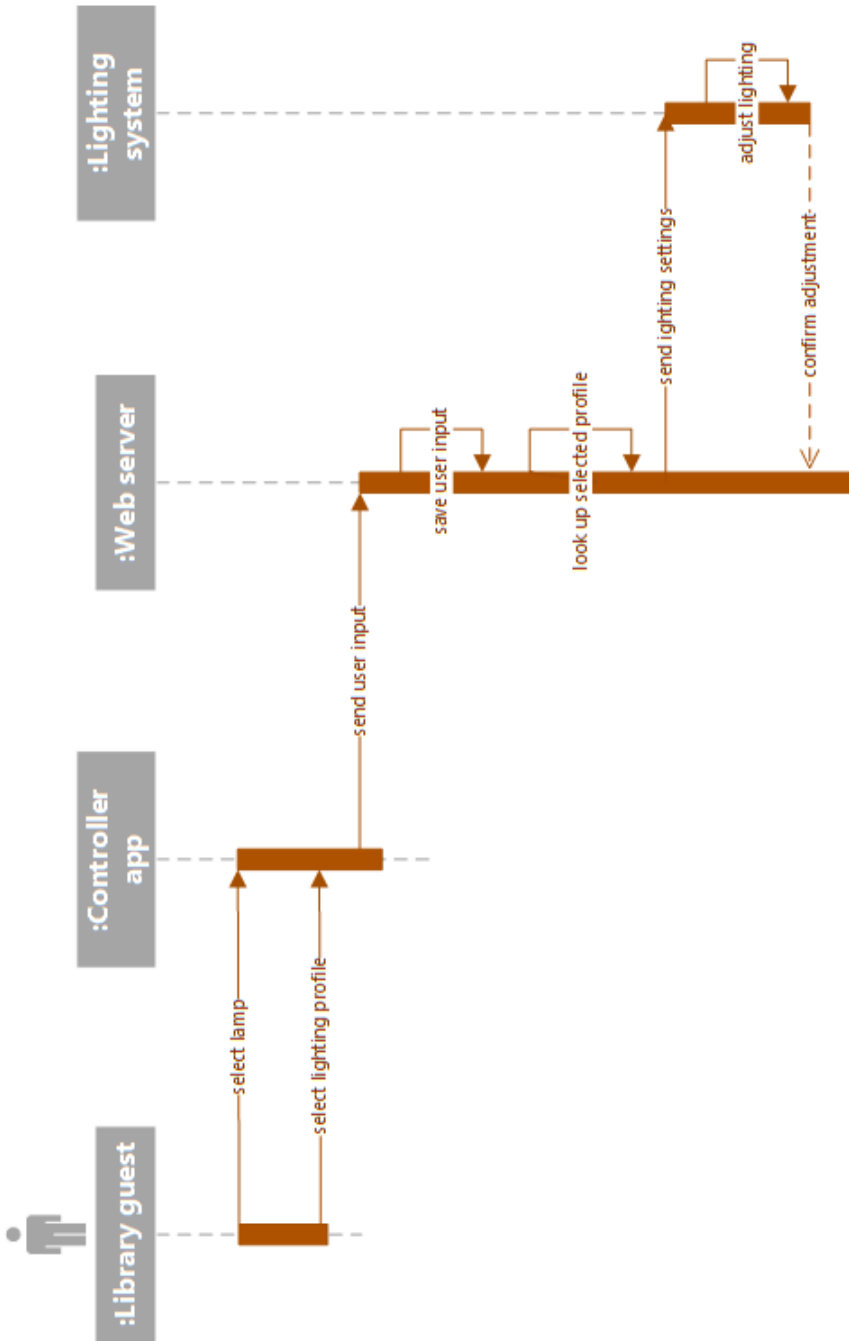 :Library guest
:Controller
app
:Web server
:Lighting
system
select lamp
select lighting profile
send user input
save user input
look up selected profile
send ighting settings
adjust lighting
confirm adjustment